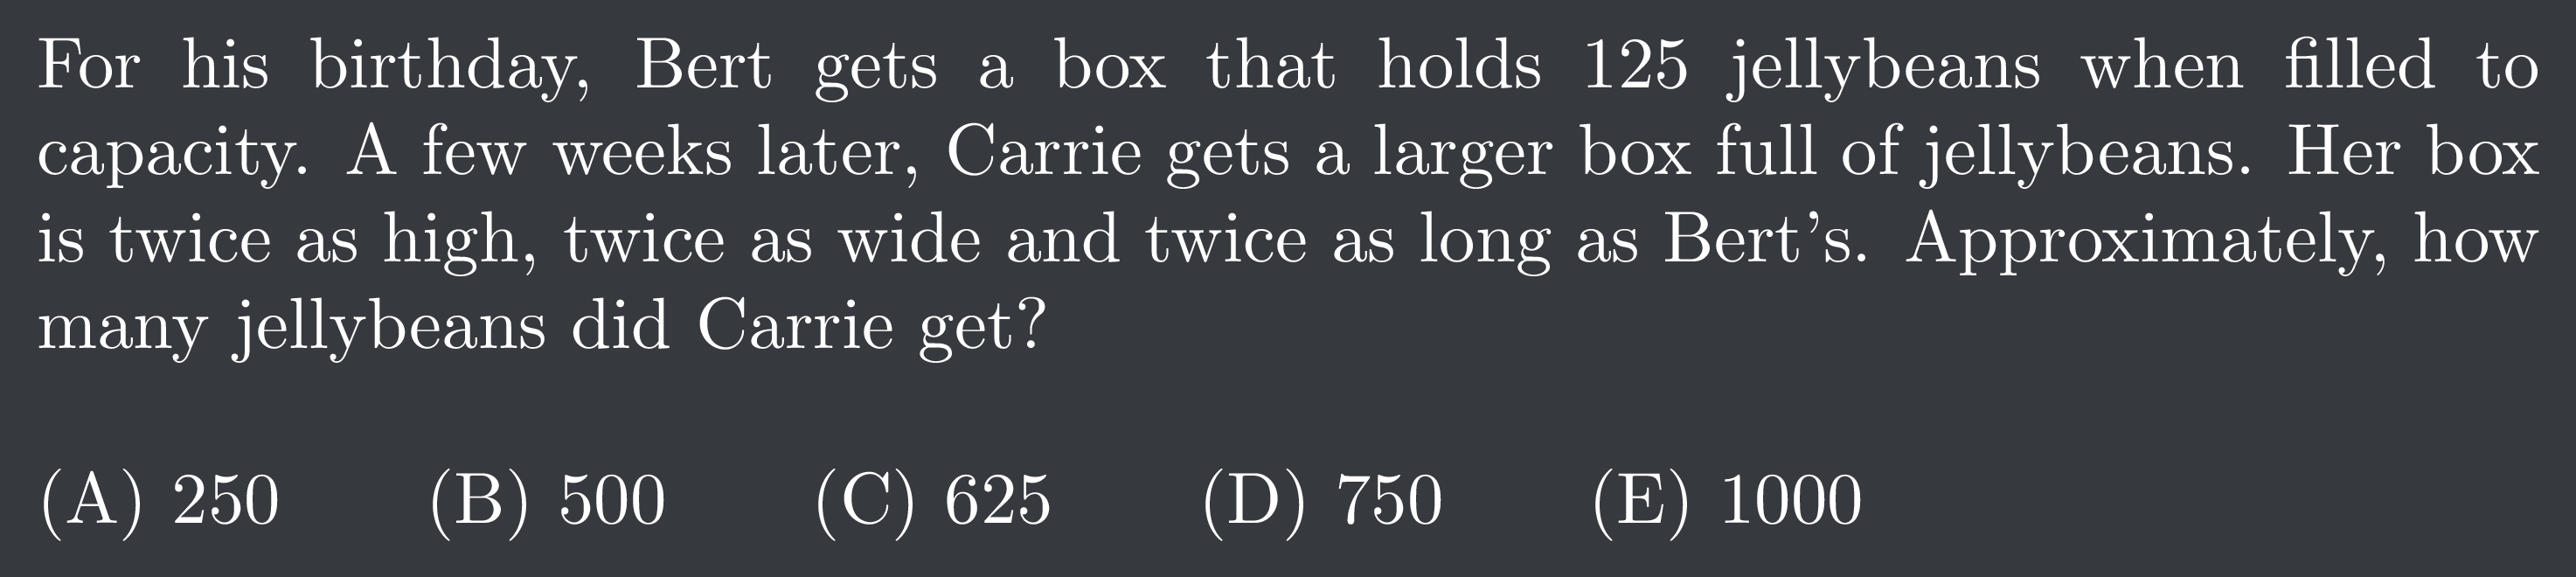 For his birthday, Bert gets a box that holds 125 jellybeans when filled to
capacity. A few weeks later, Carrie gets a larger box full of jellybeans. Her box
is twice as high, twice as wide and twice as long as Bert's. Approximately, how
many jellybeans did Carrie get?
(A) 250 (B) 500 (C) 625 (D) 750 (E) 1000